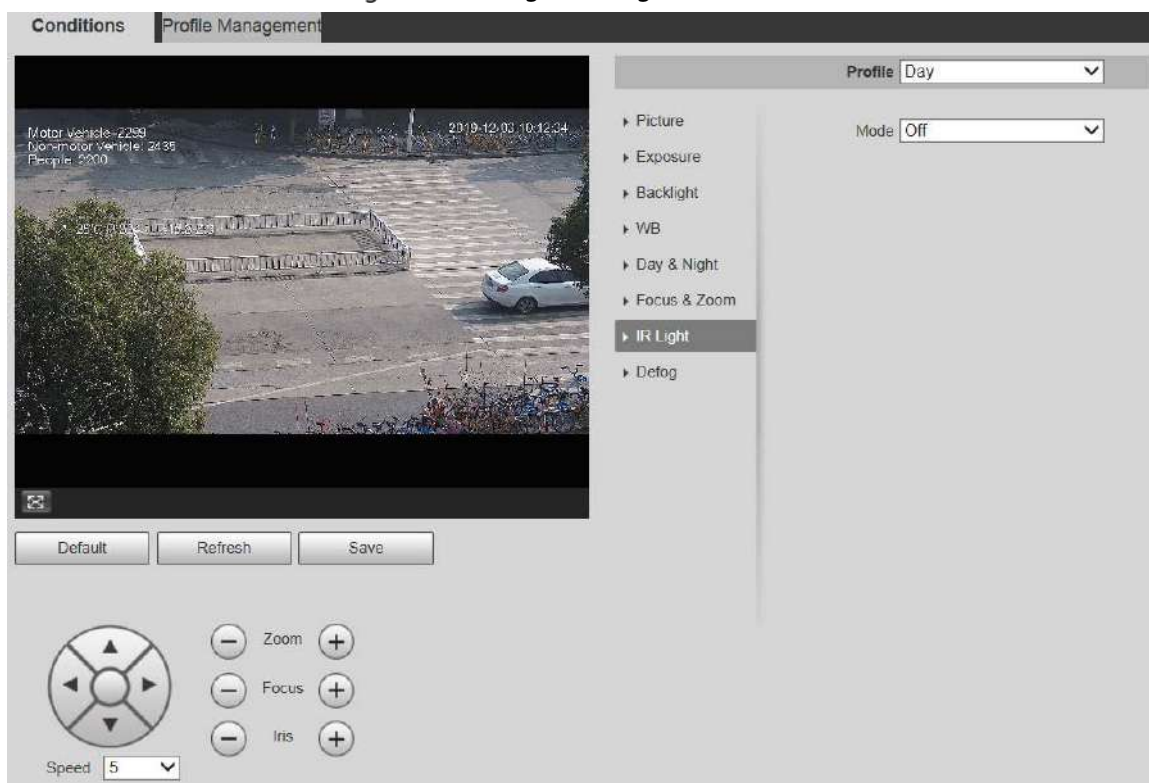 Conditions
Profile Management
Motor Vehicle: 2299
Non-motor Vehicle: 2435
People: 2200
2019-12-03 10:12:34
Profile Day
Picture
Exposure
Backlight
WB
Day & Night
Focus & Zoom
IR Light
Defog
Mode Off
Default
Refresh
Save
Zoom
Focus
Iris
Speed 5